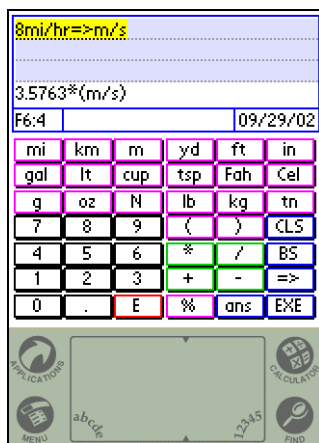 8mi/hr=>m/s
3.5763*(m/s)
F6:4 09/29/02
mi km m yd ft in
gal lt cup tsp Fah Cel
g oz N lb kg tn
7 8 9 ( ) CLS
4 5 6 * / BS
1 2 3 + - =>
0 . E % ans EXE
APPLICATIONS CALCULATOR
MENU abcde 12345 FIND